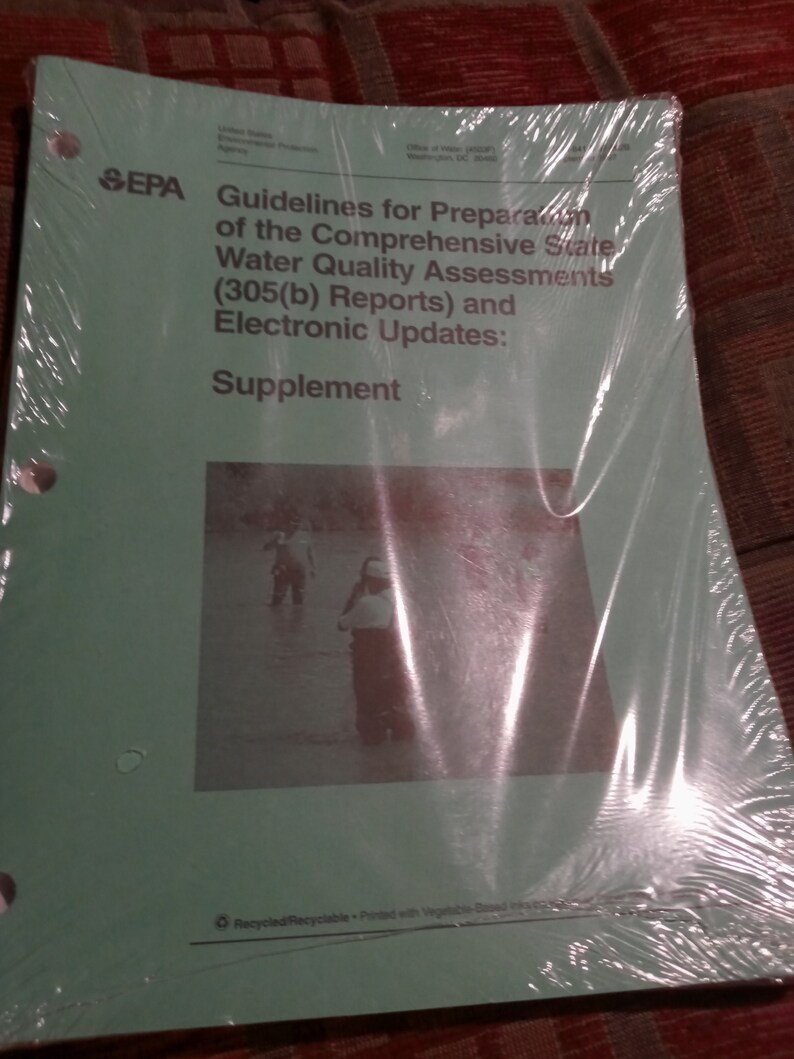 United States
Environmental Protection
Agency
Office of Water (4503F)
Washington, DC 20460
EPA
Guidelines for Preparation
of the Comprehensive State
Water Quality Assessments
(305(b) Reports) and
Electronic Updates:
Supplement
Recycled/Recyclable • Printed with Vegetable-Based Inks